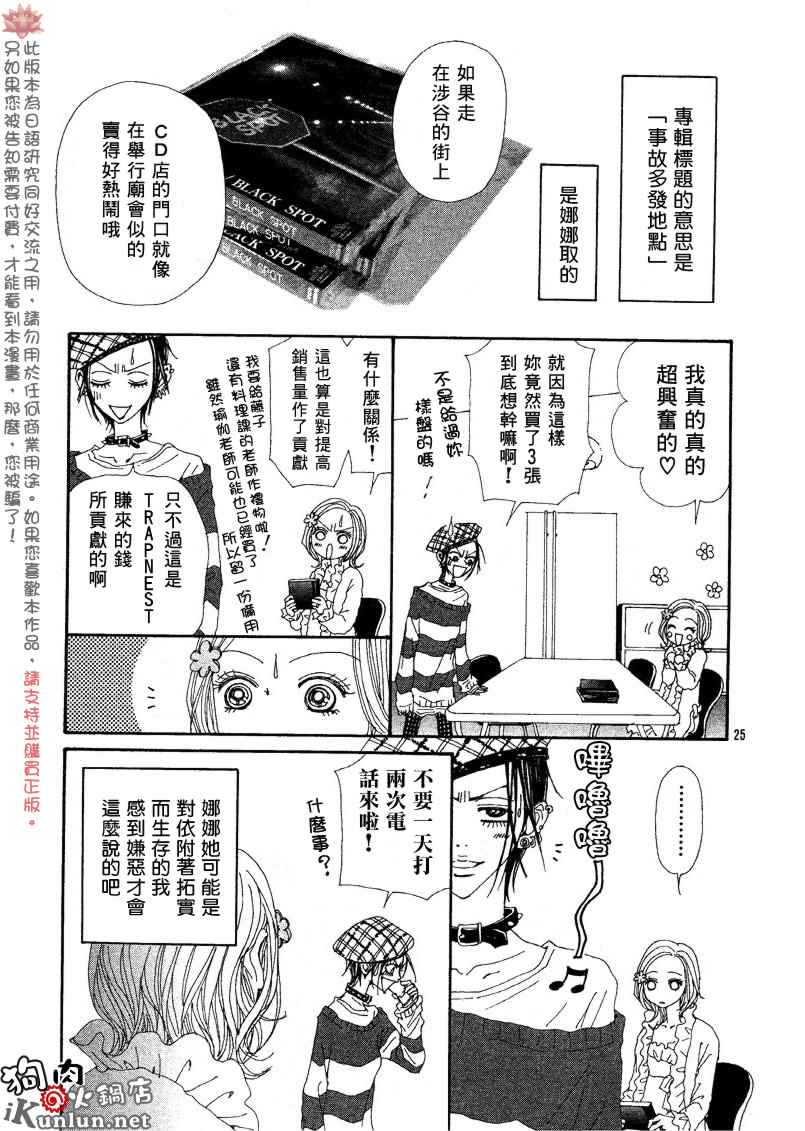 專輯標題的意思是
「事故多發地點」
是娜娜取的
如果走
在涉谷的街上
CD店的門口就像
在舉行廟會似的
賣得好熱鬧哦
BLACK SPOT
BLACK SPOT
BLACK SPOT
BLACK SPOT
BLACK SPOT
BLACK SPOT
我真的真的
超興奮的♡
就因為這樣
妳竟然買了3張
到底想幹嘛啊!
不是給過妳
樣盤的嗎!
有什麼關係!
這也算是對提高
銷售量作了貢獻
我要給藤子
還有料理課的老師作禮物啦!
雖然瑜伽老師可能也已經買了
所以留一份備用
只不過這是
TRAPNEST
賺來的錢
所貢獻的啊
25
………
嗶嚕嚕
不要一天打
兩次電
話來啦!
什麼事?
娜娜她可能是
對依附著拓實
而生存的我
感到嫌惡才會
這麼說的吧
此版本為日語研究同好交流之用，請勿用於任何商業用途。如果您喜歡本作品，請支持並購買正版。
只如果您被告知需要付費，才能看到本漫畫，那麼，您被騙了！
狗肉火鍋店
iKunlun.net